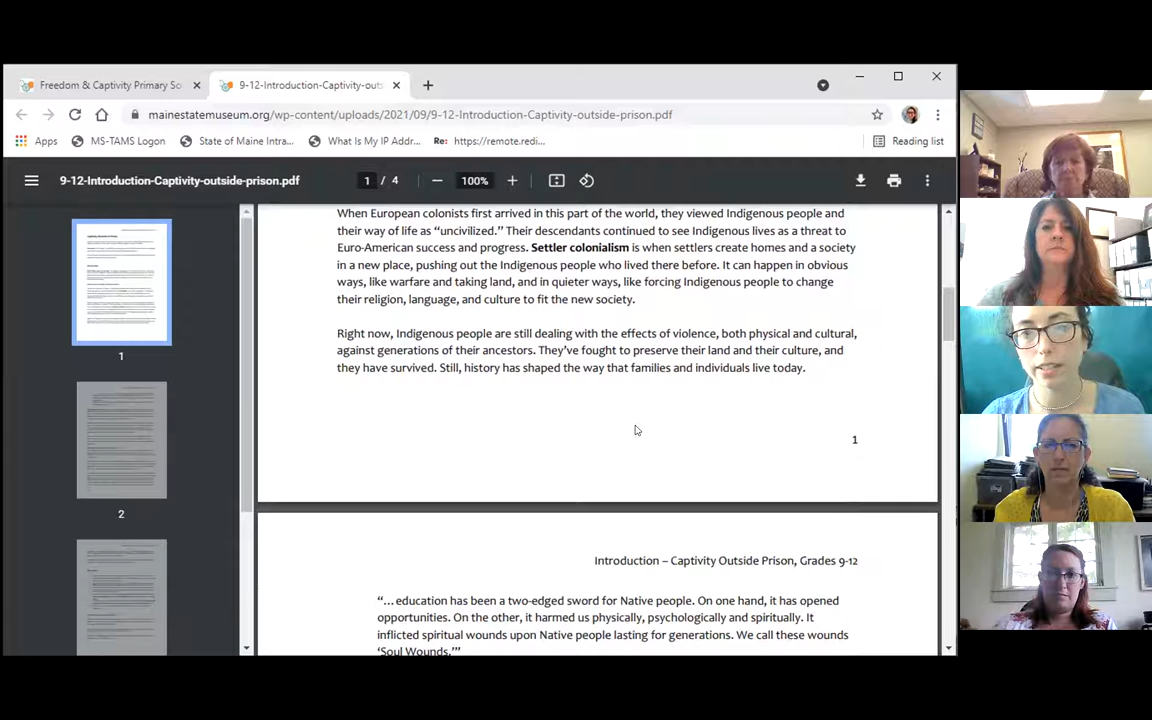 Freedom & Captivity Primary So
9-12-Introduction-Captivity-outs
mainestatemuseum.org/wp-content/uploads/2021/09/9-12-Introduction-Captivity-outside-prison.pdf
Apps MS-TAMS Logon State of Maine Intra... What Is My IP Addr... Re: https://remote.redi... Reading list
9-12-Introduction-Captivity-outside-prison.pdf 1 / 4 100%
When European colonists first arrived in this part of the world, they viewed Indigenous people and
their way of life as “uncivilized.” Their descendants continued to see Indigenous lives as a threat to
Euro-American success and progress. Settler colonialism is when settlers create homes and a society
in a new place, pushing out the Indigenous people who lived there before. It can happen in obvious
ways, like warfare and taking land, and in quieter ways, like forcing Indigenous people to change
their religion, language, and culture to fit the new society.
Right now, Indigenous people are still dealing with the effects of violence, both physical and cultural,
against generations of their ancestors. They’ve fought to preserve their land and their culture, and
they have survived. Still, history has shaped the way that families and individuals live today.
1
1
2
Introduction – Captivity Outside Prison, Grades 9-12
“… education has been a two-edged sword for Native people. On one hand, it has opened
opportunities. On the other, it harmed us physically, psychologically and spiritually. It
inflicted spiritual wounds upon Native people lasting for generations. We call these wounds
‘Soul Wounds.’”